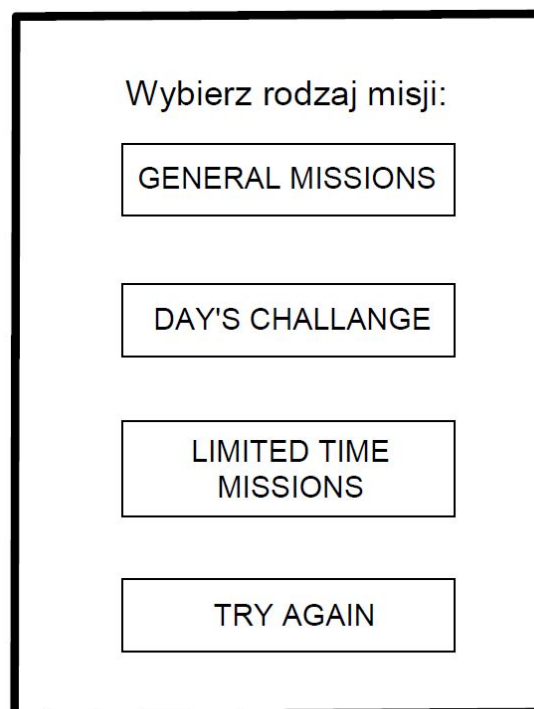 Wybierz rodzaj misji:
GENERAL MISSIONS
DAY'S CHALLANGE
LIMITED TIME
MISSIONS
TRY AGAIN